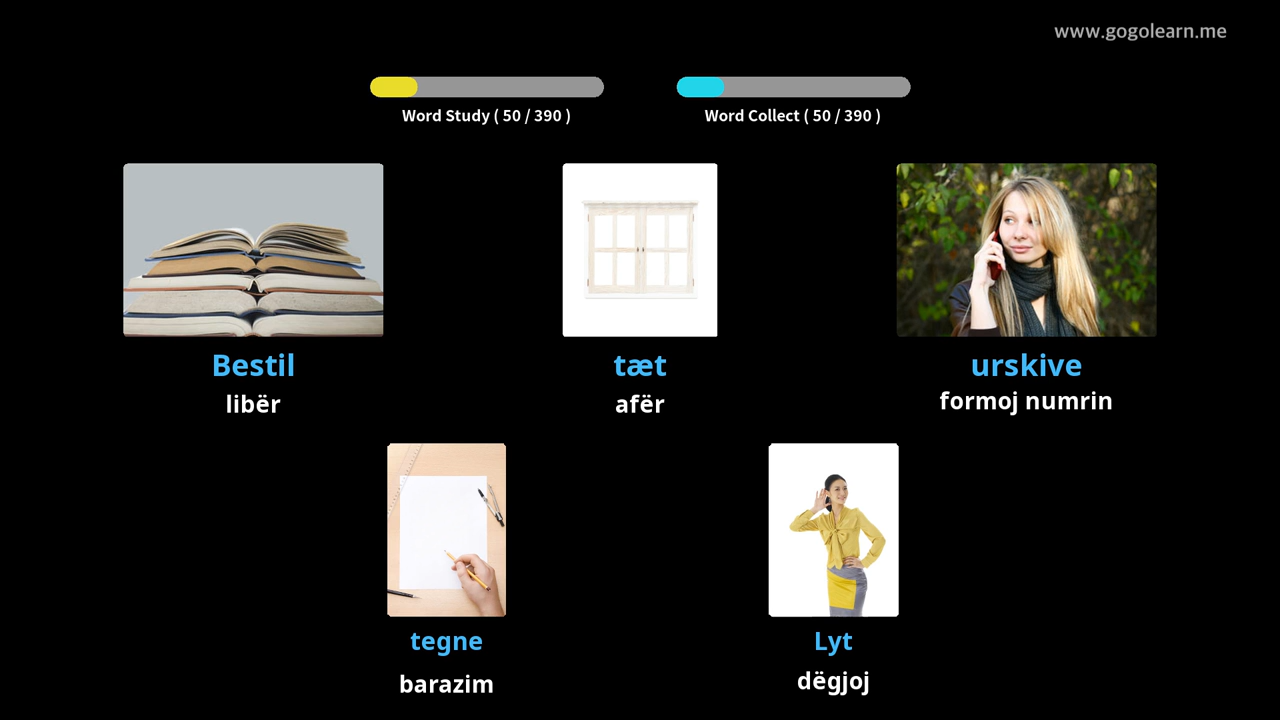 www.gogolearn.me
Word Study ( 50 / 390 )
Word Collect ( 50 / 390 )
Bestil
libër
tæt
afër
urskive
formoj numrin
tegne
barazim
Lyt
dëgjoj